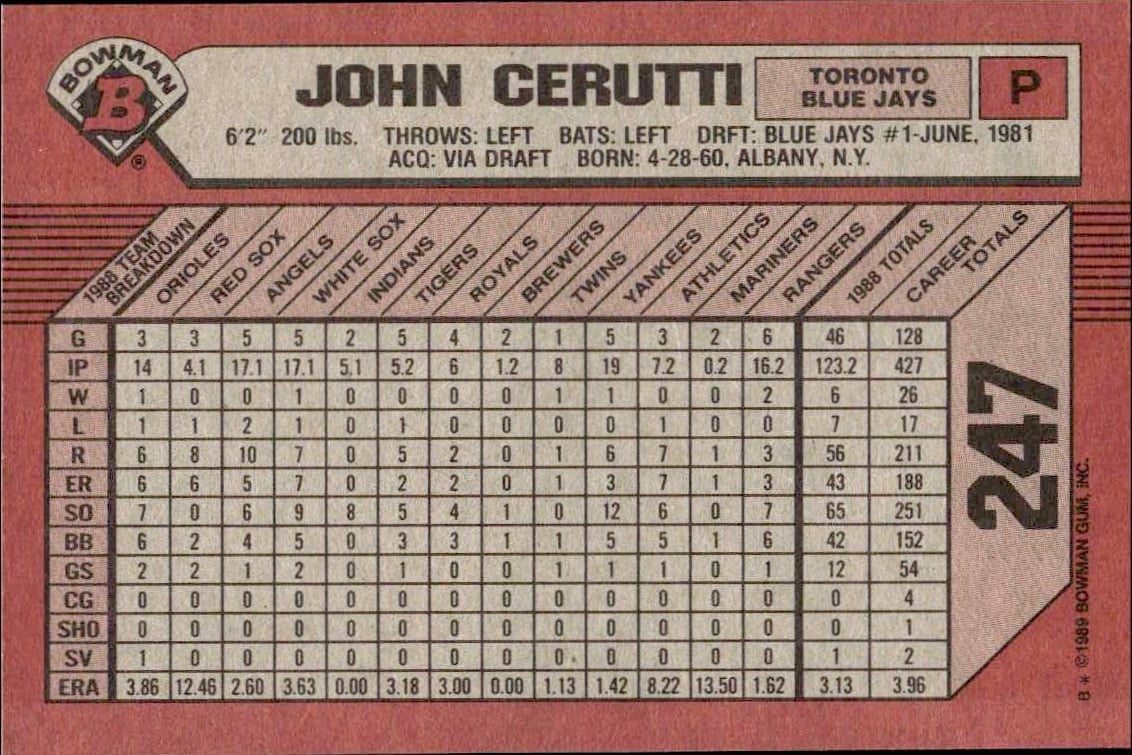 BOWMAN
B
®
JOHN CERUTTI
TORONTO
BLUE JAYS
P
6'2" 200 lbs. THROWS: LEFT BATS: LEFT DRFT: BLUE JAYS #1-JUNE, 1981
ACQ: VIA DRAFT BORN: 4-28-60, ALBANY, N.Y.
1988 TEAM BREAKDOWN ORIOLES RED SOX ANGELS WHITE SOX INDIANS TIGERS ROYALS BREWERS TWINS YANKEES ATHLETICS MARINERS RANGERS 1988 TOTALS CAREER TOTALS
G 3 3 5 5 2 5 4 2 1 5 3 2 6 46 128
IP 14 4.1 17.1 17.1 5.1 5.2 6 1.2 8 19 7.2 0.2 16.2 123.2 427
W 1 0 0 1 0 0 0 0 1 1 0 0 2 6 26
L 1 1 2 1 0 1 0 0 0 0 1 0 0 7 17
R 6 8 10 7 0 5 2 0 1 6 7 1 3 56 211
ER 6 6 5 7 0 2 2 0 1 3 7 1 3 43 188
SO 7 0 6 9 8 5 4 1 0 12 6 0 7 65 251
BB 6 2 4 5 0 3 3 1 1 5 5 1 6 42 152
GS 2 2 1 2 0 1 0 0 1 1 1 0 1 12 54
CG 0 0 0 0 0 0 0 0 0 0 0 0 0 0 4
SHO 0 0 0 0 0 0 0 0 0 0 0 0 0 0 1
SV 1 0 0 0 0 0 0 0 0 0 0 0 0 1 2
ERA 3.86 12.46 2.60 3.63 0.00 3.18 3.00 0.00 1.13 1.42 8.22 13.50 1.62 3.13 3.96
247
B * ©1989 BOWMAN GUM, INC.